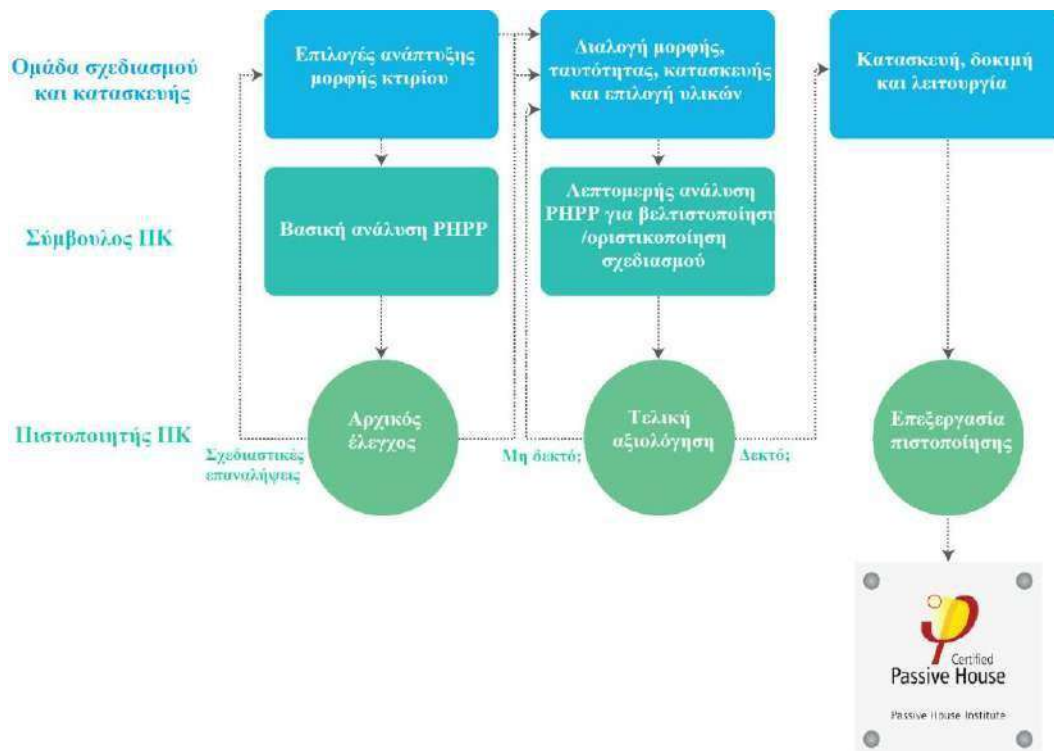 Ομάδα σχεδιασμού
και κατασκευής
Επιλογές ανάπτυξης
μορφής κτιρίου
Διαλογή μορφής,
ταυτότητας, κατασκευής
και επιλογή υλικών
Κατασκευή, δοκιμή
και λειτουργία
Σύμβουλος ΠΚ
Βασική ανάλυση PHPP
Λεπτομερής ανάλυση
PHPP για βελτιστοποίηση
/οριστικοποίηση
σχεδιασμού
Πιστοποιητής ΠΚ
Σχεδιαστικές
επαναλήψεις
Αρχικός
έλεγχος
Μη δεκτό;
Τελική
αξιολόγηση
Δεκτό;
Επεξεργασία
πιστοποίησης
Certified
Passive House
Passive House Institute